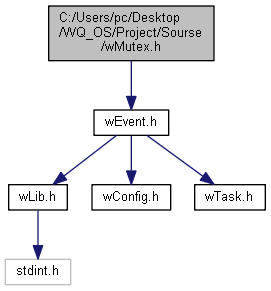 C:/Users/pc/Desktop
/WQ_OS/Project/Sourse
/wMutex.h
wEvent.h
wLib.h
wConfig.h
wTask.h
stdint.h